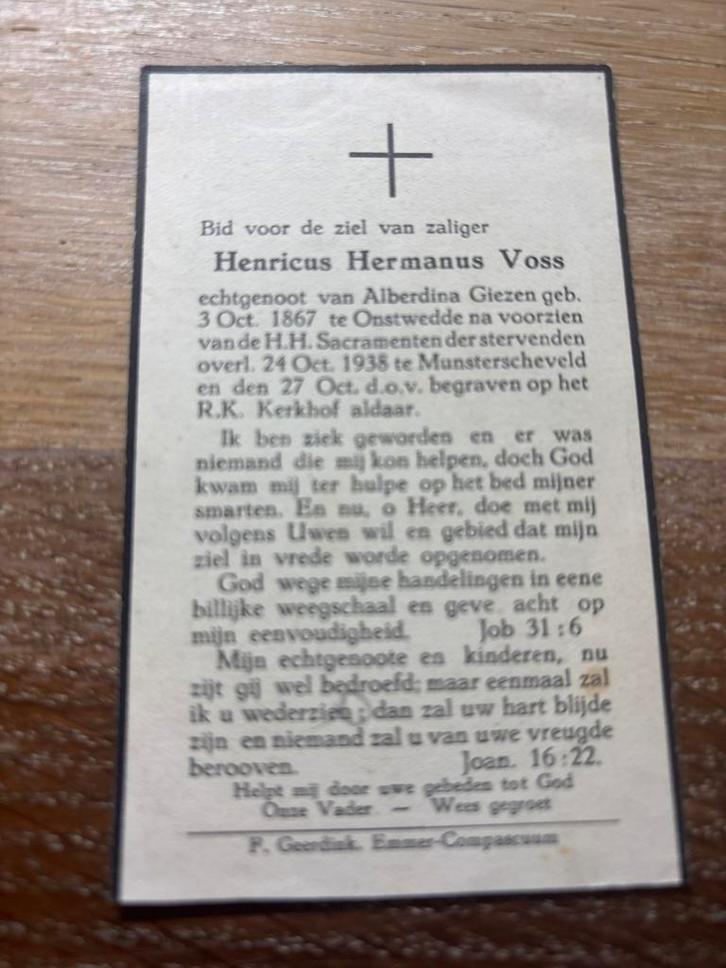 Bid voor de ziel van zaliger
Henricus Hermanus Voss
echtgenoot van Alberdina Giezen geb.
3 Oct. 1867 te Onstwedde na voorzien
van de H.H. Sacramenten der stervenden
overl. 24 Oct. 1938 te Munsterscheveld
en den 27 Oct. d.o.v. begraven op het
R.K. Kerkhof aldaar.
Ik ben ziek geworden en er was
niemand die mij kon helpen, doch God
kwam mij ter hulpe op het bed mijner
smarten. En nu, o Heer, doe met mij
volgens Uwen wil en gebied dat mijn
ziel in vrede worde opgenomen.
God wege mijne handelingen in eene
billijke weegschaal en geve acht op
mijn eenvoudigheid. Job 31:6
Mijn echtgenoote en kinderen, nu
zijt gij wel bedroefd; maar eenmaal zal
ik u wederzien; dan zal uw hart blijde
zijn en niemand zal u van uwe vreugde
berooven. Joan. 16:22.
Helpt mij door uwe gebeden tot God
Onze Vader — Wees gegroet
F. Geerdink. Emmer-Compascuum